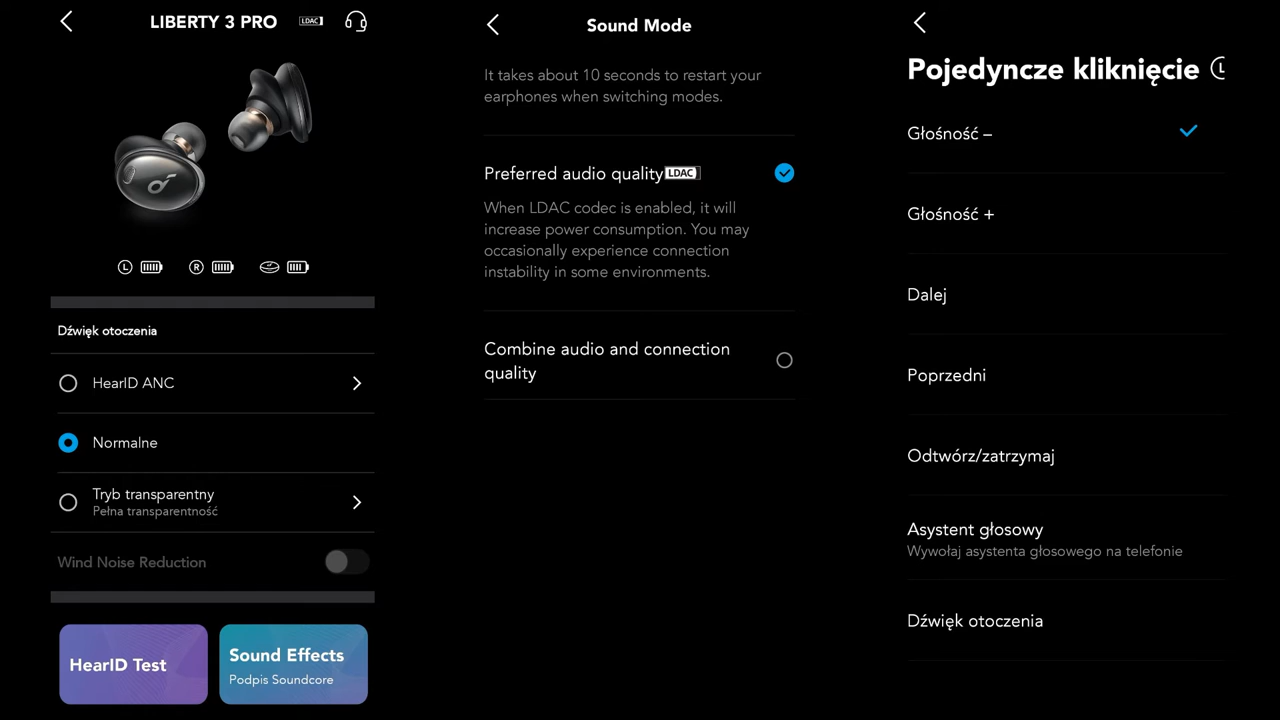 LIBERTY 3 PRO
LDAC
L
R
Dźwięk otoczenia
HearID ANC
Normalne
Tryb transparentny
Pełna transparentność
Wind Noise Reduction
HearID Test
Sound Effects
Podpis Soundcore
Sound Mode
It takes about 10 seconds to restart your
earphones when switching modes.
Preferred audio quality LDAC
When LDAC codec is enabled, it will
increase power consumption. You may
occasionally experience connection
instability in some environments.
Combine audio and connection
quality
Pojedyncze kliknięcie L
Głośność –
Głośność +
Dalej
Poprzedni
Odtwórz/zatrzymaj
Asystent głosowy
Wywołaj asystenta głosowego na telefonie
Dźwięk otoczenia